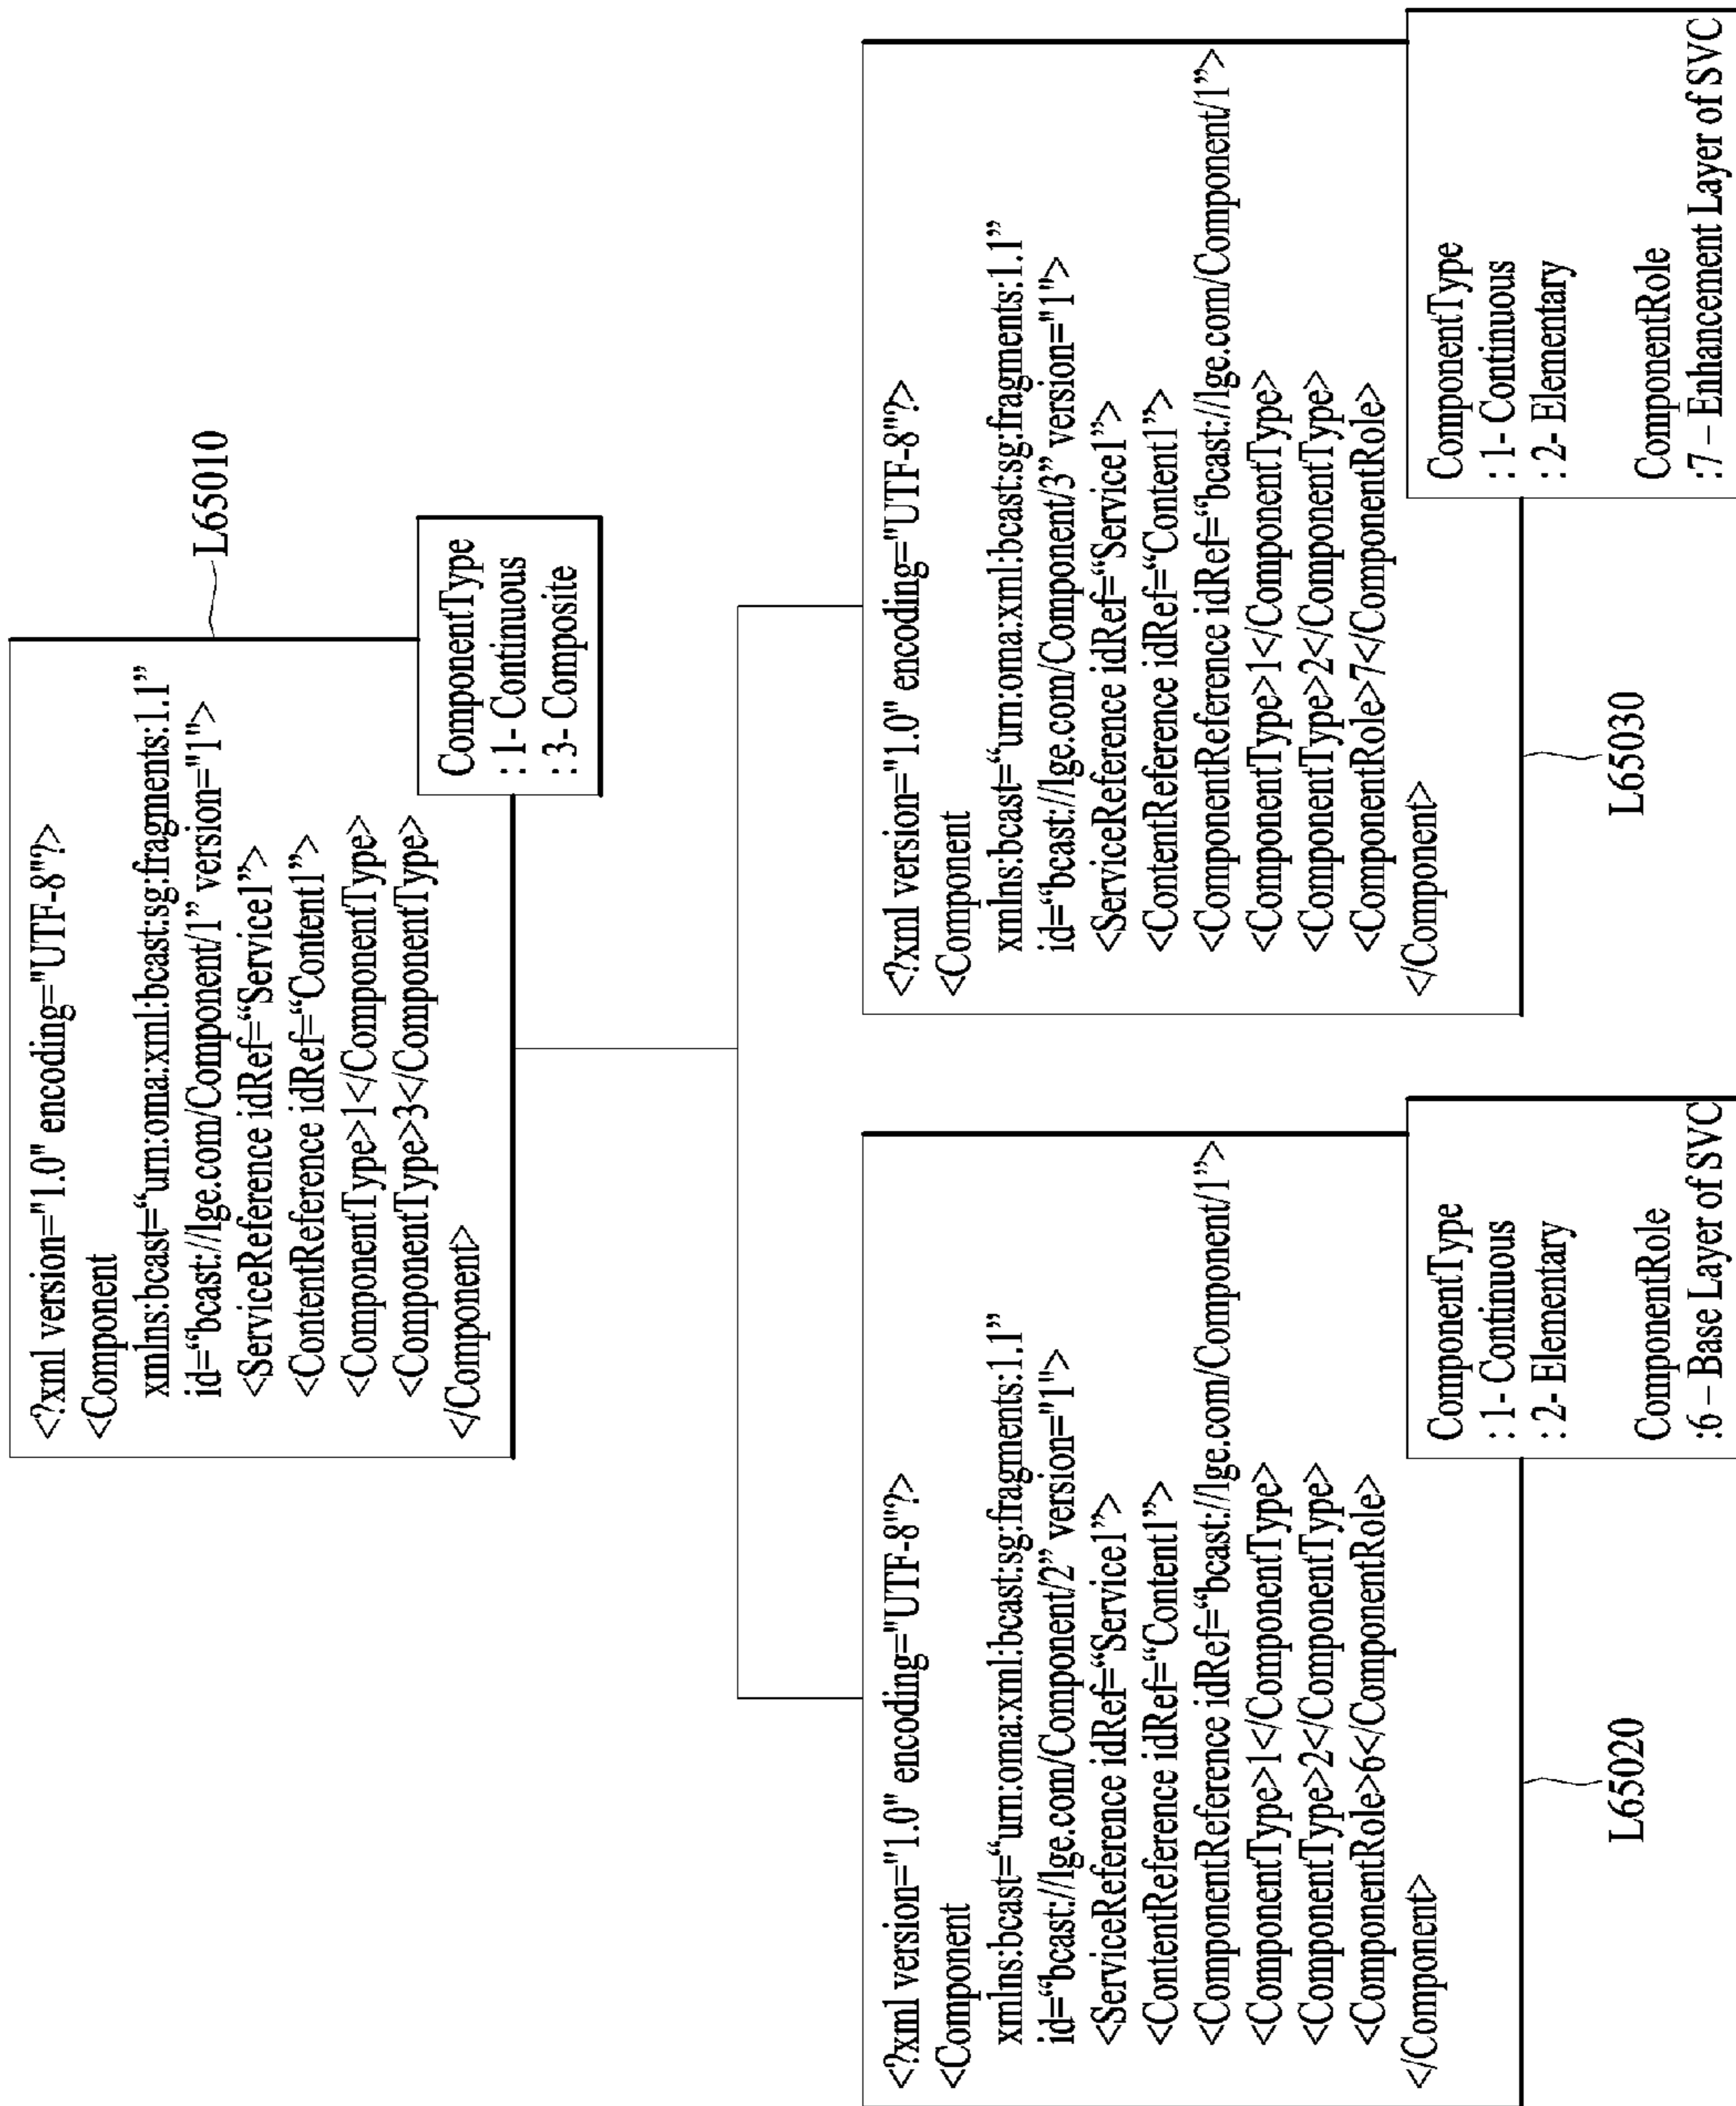 <?xml version="1.0" encoding="UTF-8"?>
<Component
xmlns:bcast=“urn:oma:xml:bcast:sg:fragments:1.1”
id=“bcast://lge.com/Component/1” version="1">
<ServiceReference idRef=“Service1”>
<ContentReference idRef=“Content1”>
<ComponentType>1</ComponentType>
<ComponentType>3</ComponentType>
</Component>
ComponentType
: 1- Continuous
: 3- Composite
L65010
<?xml version="1.0" encoding="UTF-8"?>
<Component
xmlns:bcast=“urn:oma:xml:bcast:sg:fragments:1.1”
id=“bcast://lge.com/Component/2” version="1">
<ServiceReference idRef=“Service1”>
<ContentReference idRef=“Content1”>
<ComponentReference idRef=“bcast://lge.com/Component/1”>
<ComponentType>1</ComponentType>
<ComponentType>2</ComponentType>
<ComponentRole>6</ComponentRole>
</Component>
ComponentType
: 1- Continuous
: 2- Elementary
ComponentRole
:6 – Base Layer of SVC
L65020
<?xml version="1.0" encoding="UTF-8"?>
<Component
xmlns:bcast=“urn:oma:xml:bcast:sg:fragments:1.1”
id=“bcast://lge.com/Component/3” version="1">
<ServiceReference idRef=“Service1”>
<ContentReference idRef=“Content1”>
<ComponentReference idRef=“bcast://lge.com/Component/1”>
<ComponentType>1</ComponentType>
<ComponentType>2</ComponentType>
<ComponentRole>7</ComponentRole>
</Component>
ComponentType
: 1- Continuous
: 2- Elementary
ComponentRole
:7 – Enhancement Layer of SVC
L65030